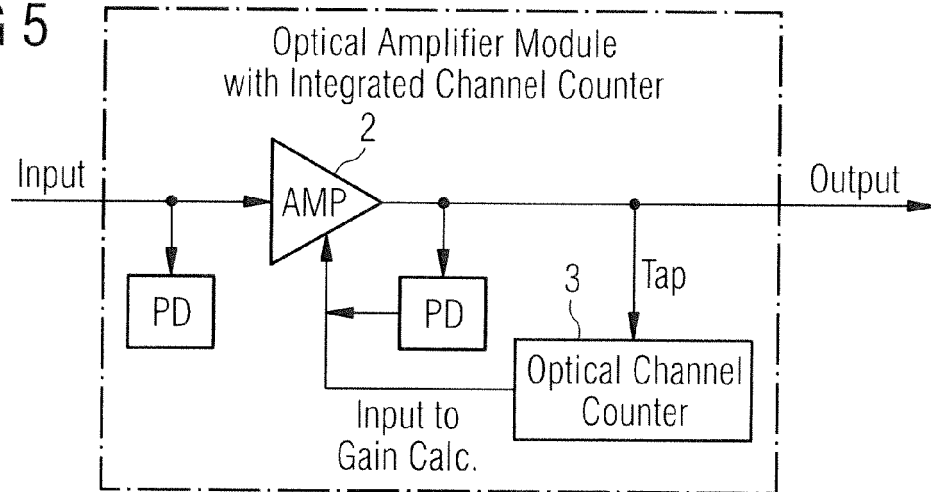 G 5
Optical Amplifier Module
with Integrated Channel Counter
2
Input
AMP
Output
PD
PD
3
Tap
Optical Channel
Counter
Input to
Gain Calc.